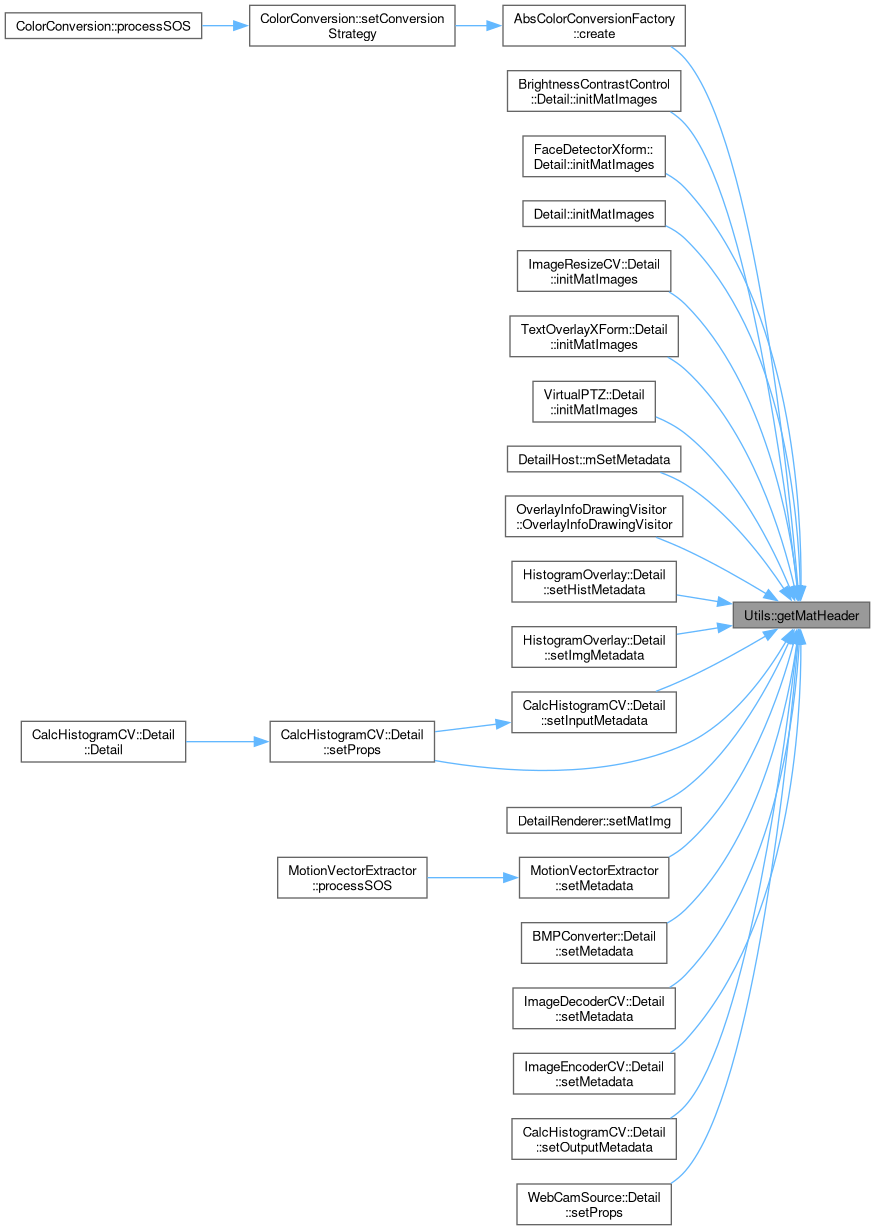 ColorConversion::processSOS
ColorConversion::setConversion
Strategy
AbsColorConversionFactory
::create
BrightnessContrastControl
::Detail::initMatImages
FaceDetectorXform::
Detail::initMatImages
Detail::initMatImages
ImageResizeCV::Detail
::initMatImages
TextOverlayXForm::Detail
::initMatImages
VirtualPTZ::Detail
::initMatImages
DetailHost::mSetMetadata
OverlayInfoDrawingVisitor
::OverlayInfoDrawingVisitor
HistogramOverlay::Detail
::setHistMetadata
Utils::getMatHeader
HistogramOverlay::Detail
::setImgMetadata
CalcHistogramCV::Detail
::setInputMetadata
CalcHistogramCV::Detail
::Detail
CalcHistogramCV::Detail
::setProps
DetailRenderer::setMatImg
MotionVectorExtractor
::processSOS
MotionVectorExtractor
::setMetadata
BMPConverter::Detail
::setMetadata
ImageDecoderCV::Detail
::setMetadata
ImageEncoderCV::Detail
::setMetadata
CalcHistogramCV::Detail
::setOutputMetadata
WebCamSource::Detail
::setProps